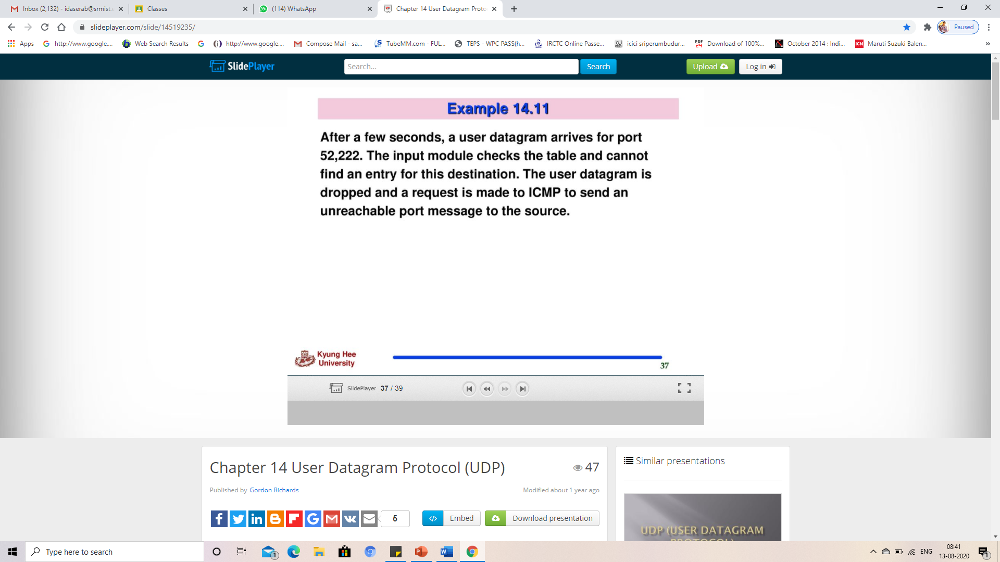 Inbox (2,132) - idaserab@srmist.e
Classes
(114) WhatsApp
Chapter 14 User Datagram Proto
slideplayer.com/slide/14519235/
Paused
Apps
http://www.google....
Web Search Results
http://www.google....
Compose Mail - sa...
TubeMM.com - FUL...
TEPS - WPC PASS(h...
IRCTC Online Passe...
icici sriperumbudur...
Download of 100%...
October 2014 : Indi...
Maruti Suzuki Balen...
SlidePlayer
Search...
Search
Upload
Log in
Example 14.11
After a few seconds, a user datagram arrives for port
52,222. The input module checks the table and cannot
find an entry for this destination. The user datagram is
dropped and a request is made to ICMP to send an
unreachable port message to the source.
Kyung Hee
University
37
SlidePlayer 37 / 39
Chapter 14 User Datagram Protocol (UDP)
47
Published by Gordon Richards
Modified about 1 year ago
5
Embed
Download presentation
Similar presentations
UDP (USER DATAGRAM
PROTOCOL)
Type here to search
ENG
08:41
13-08-2020